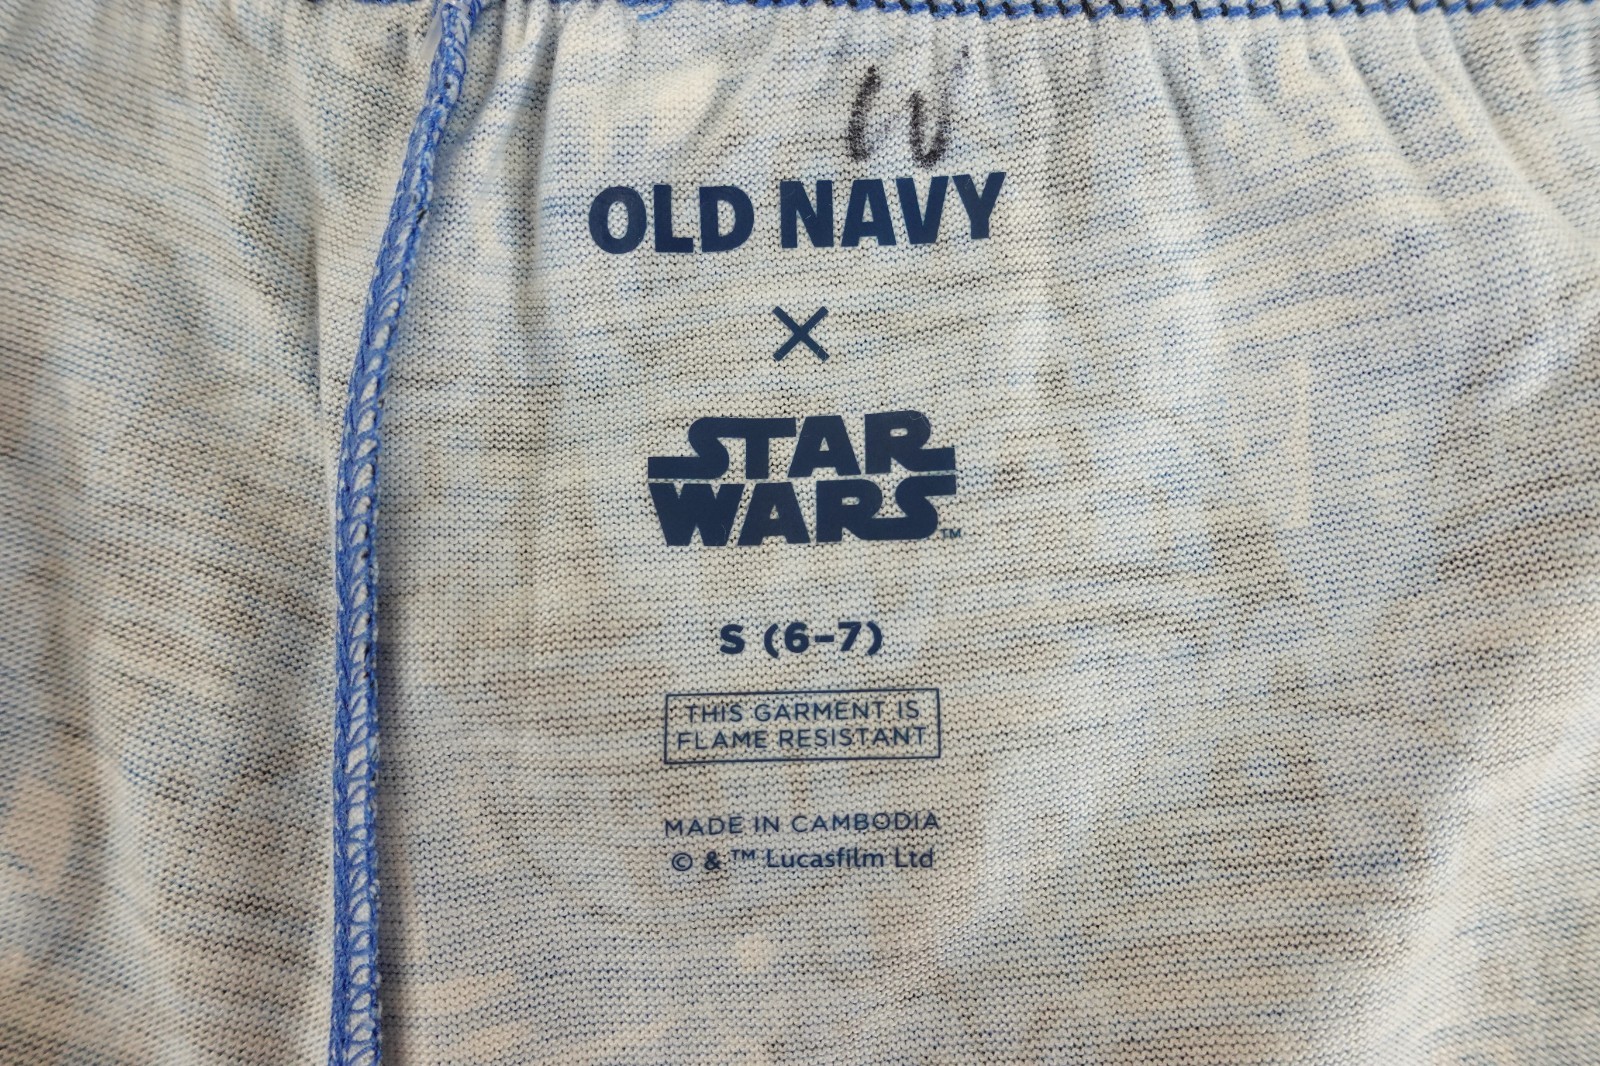 OLD NAVY
×
STAR
WARS™
S (6–7)
THIS GARMENT IS
FLAME RESISTANT
MADE IN CAMBODIA
© & ™ Lucasfilm Ltd